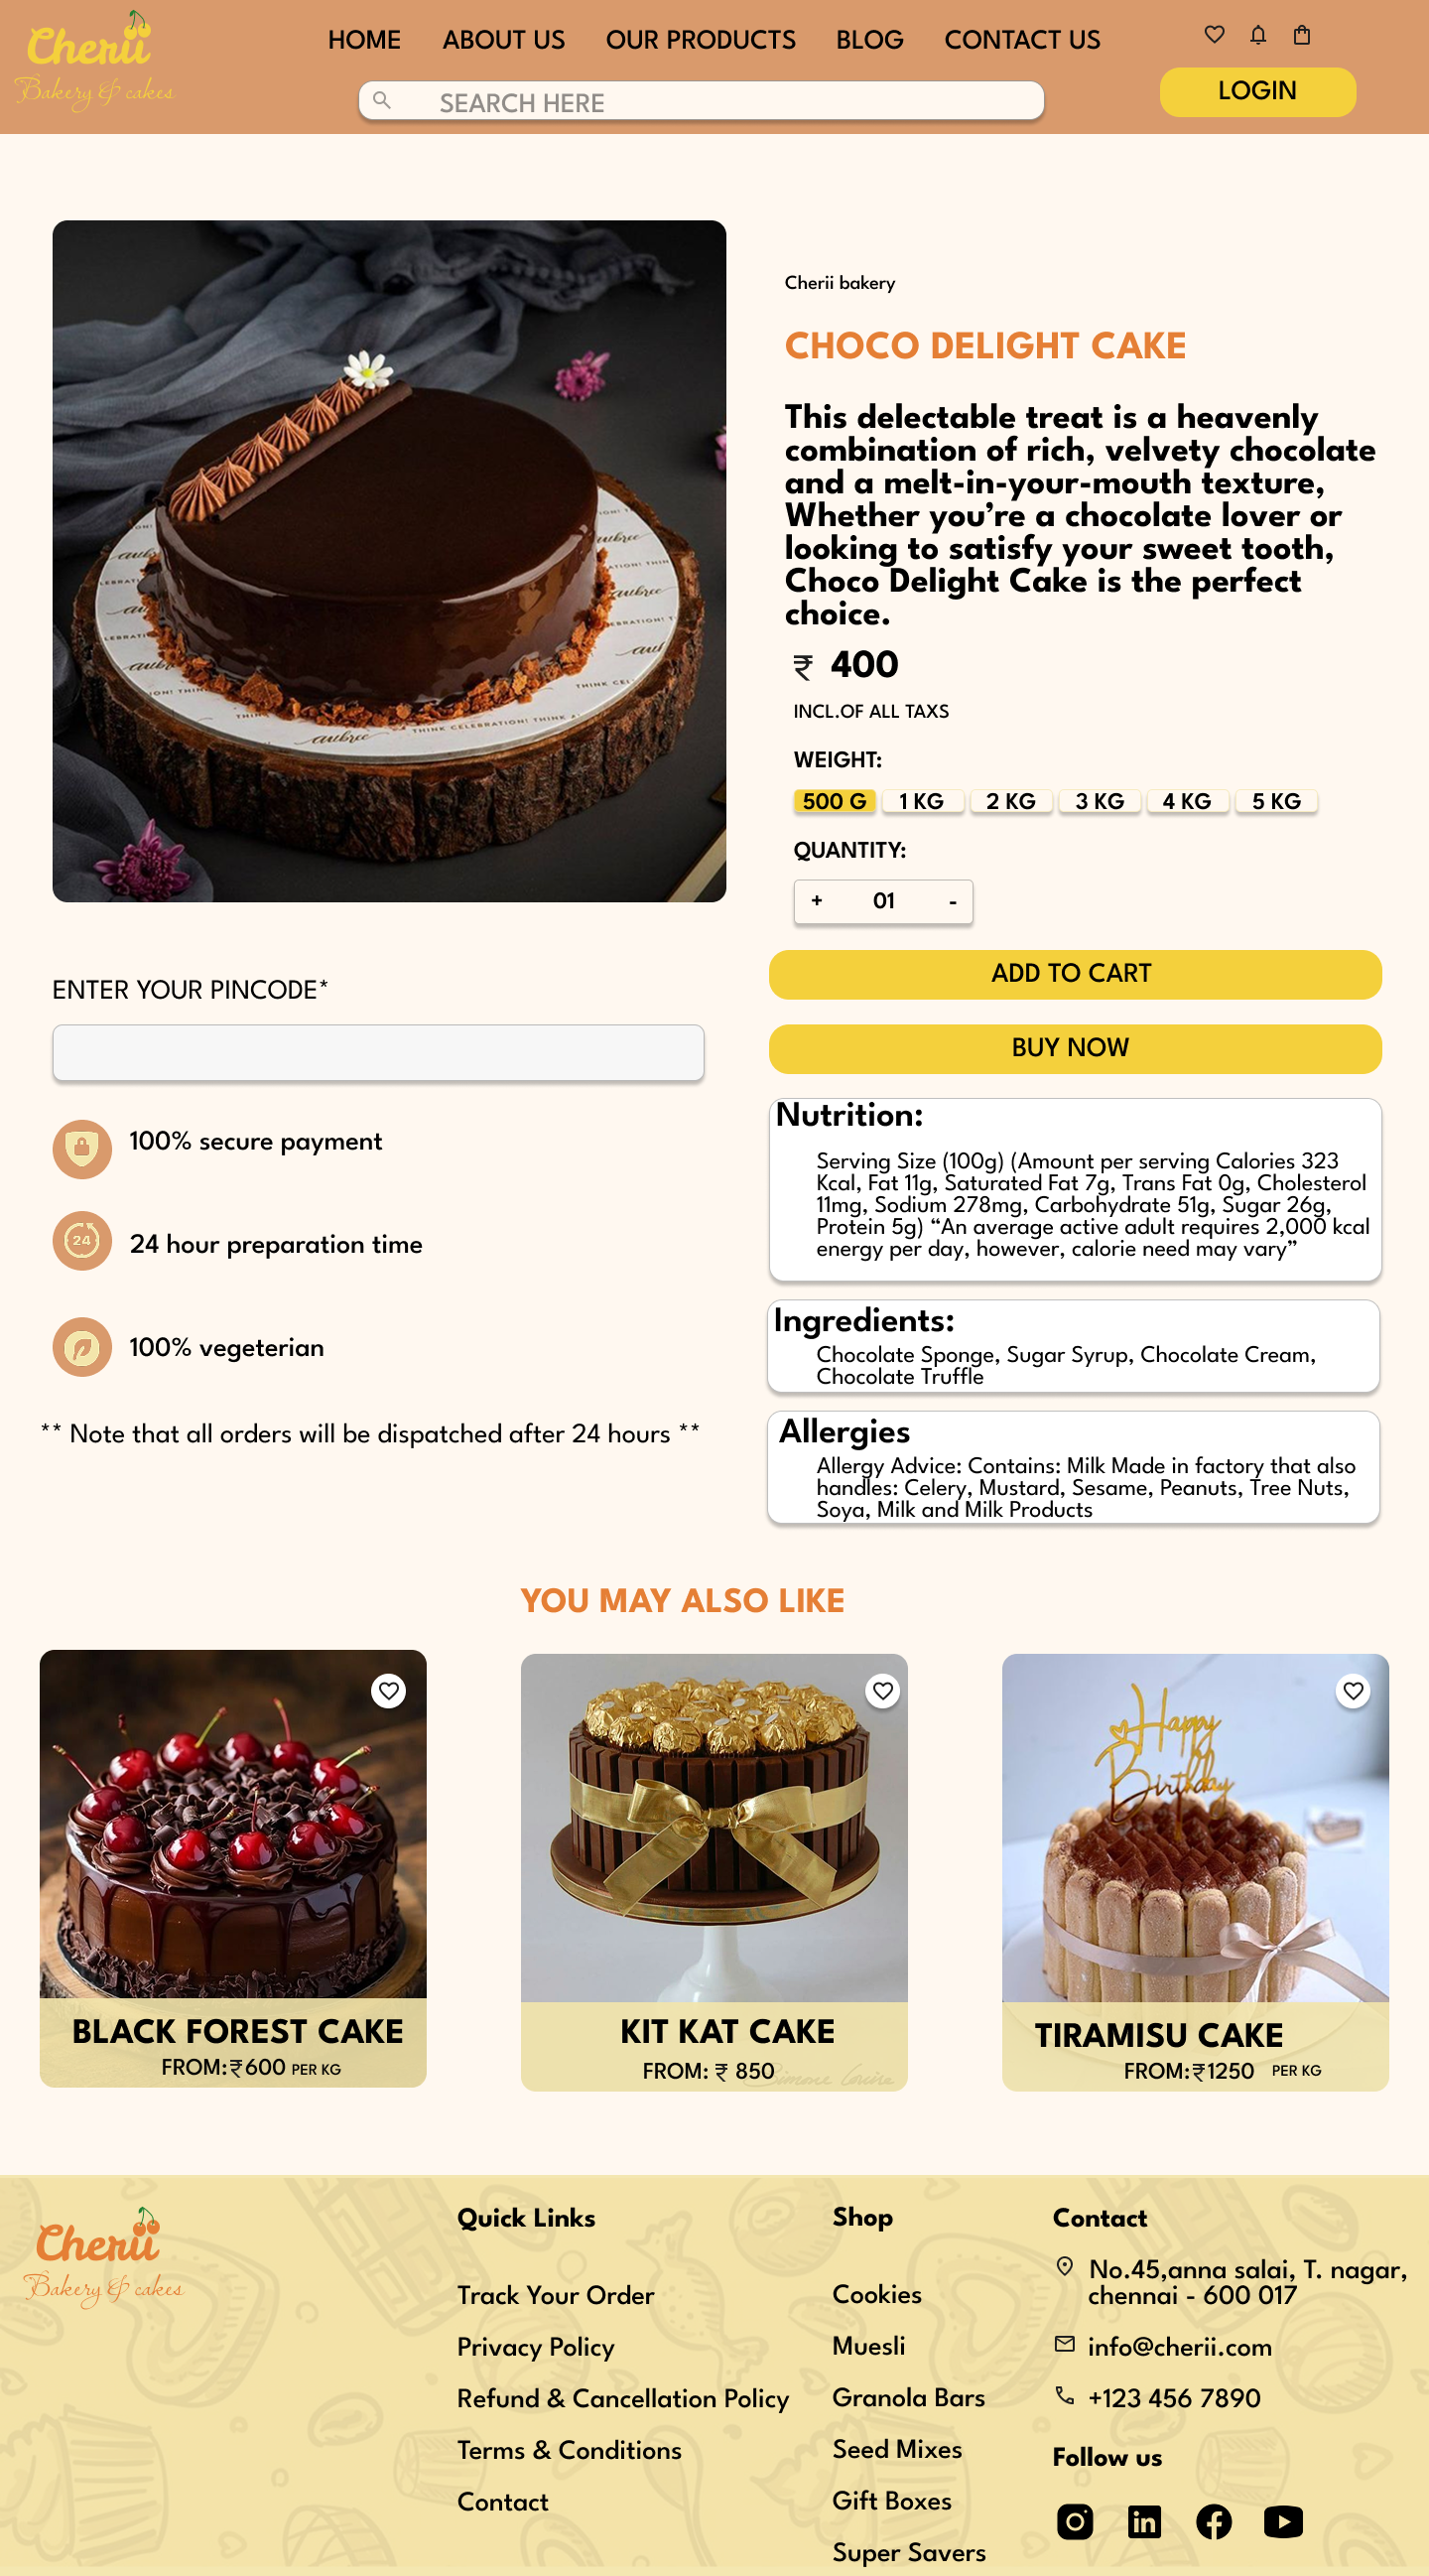 Cherii
Bakery & cakes
HOME ABOUT US OUR PRODUCTS BLOG CONTACT US
SEARCH HERE
LOGIN
Cherii bakery
CHOCO DELIGHT CAKE
This delectable treat is a heavenly
combination of rich, velvety chocolate
and a melt-in-your-mouth texture,
Whether you’re a chocolate lover or
looking to satisfy your sweet tooth,
Choco Delight Cake is the perfect
choice.
₹ 400
INCL.OF ALL TAXS
WEIGHT:
500 G 1 KG 2 KG 3 KG 4 KG 5 KG
QUANTITY:
+ 01 -
ADD TO CART
BUY NOW
aubree
THINK CELEBRATION! THINK
ENTER YOUR PINCODE*
100% secure payment
24
24 hour preparation time
100% vegeterian
** Note that all orders will be dispatched after 24 hours **
Nutrition:
Serving Size (100g) (Amount per serving Calories 323
Kcal, Fat 11g, Saturated Fat 7g, Trans Fat 0g, Cholesterol
11mg, Sodium 278mg, Carbohydrate 51g, Sugar 26g,
Protein 5g) “An average active adult requires 2,000 kcal
energy per day, however, calorie need may vary”
Ingredients:
Chocolate Sponge, Sugar Syrup, Chocolate Cream,
Chocolate Truffle
Allergies
Allergy Advice: Contains: Milk Made in factory that also
handles: Celery, Mustard, Sesame, Peanuts, Tree Nuts,
Soya, Milk and Milk Products
YOU MAY ALSO LIKE
BLACK FOREST CAKE
FROM:₹600 PER KG
KIT KAT CAKE
FROM: ₹ 850
Happy
Birthday
TIRAMISU CAKE
FROM:₹1250 PER KG
Cherii
Bakery & cakes
Quick Links
Track Your Order
Privacy Policy
Refund & Cancellation Policy
Terms & Conditions
Contact
Shop
Cookies
Muesli
Granola Bars
Seed Mixes
Gift Boxes
Super Savers
Contact
No.45,anna salai, T. nagar,
chennai - 600 017
info@cherii.com
+123 456 7890
Follow us
in